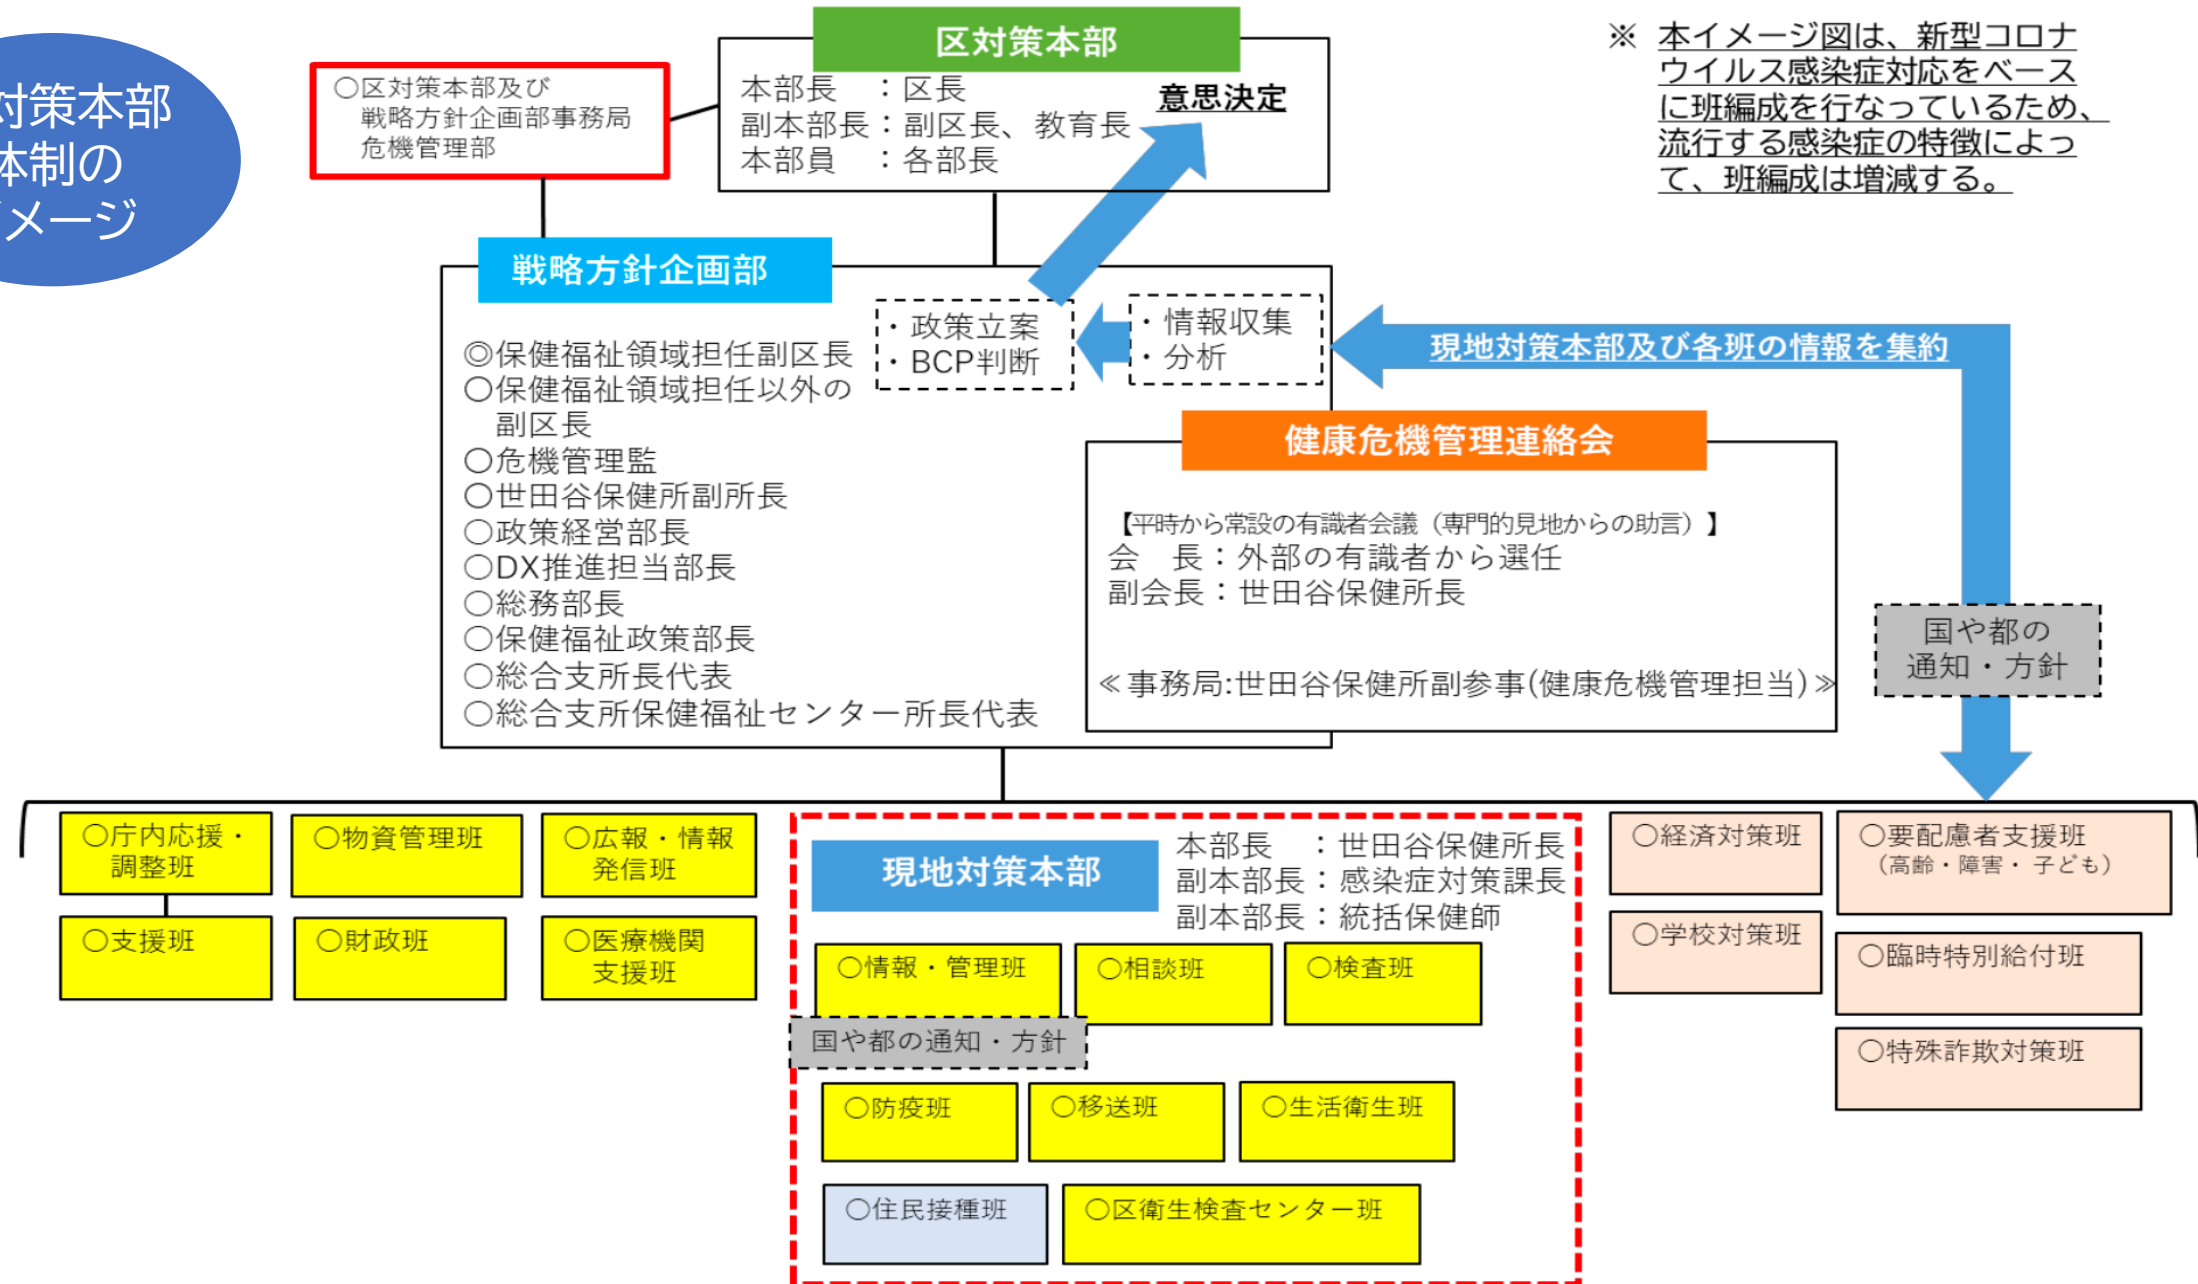 対策本部
体制の
イメージ
○区対策本部及び
戦略方針企画部事務局
危機管理部
区対策本部
本部長　：区長
副本部長：副区長、教育長
本部員　：各部長
意思決定
※ 本イメージ図は、新型コロナ
ウイルス感染症対応をベース
に班編成を行なっているため、
流行する感染症の特徴によっ
て、班編成は増減する。
戦略方針企画部
◎保健福祉領域担任副区長
○保健福祉領域担任以外の
副区長
○危機管理監
○世田谷保健所副所長
○政策経営部長
○DX推進担当部長
○総務部長
○保健福祉政策部長
○総合支所長代表
○総合支所保健福祉センター所長代表
・政策立案
・BCP判断
・情報収集
・分析
現地対策本部及び各班の情報を集約
健康危機管理連絡会
【平時から常設の有識者会議（専門的見地からの助言）】
会　長：外部の有識者から選任
副会長：世田谷保健所長
≪事務局:世田谷保健所副参事(健康危機管理担当)≫
国や都の
通知・方針
○庁内応援・
調整班
○物資管理班
○広報・情報
発信班
○支援班
○財政班
○医療機関
支援班
現地対策本部
本部長　：世田谷保健所長
副本部長：感染症対策課長
副本部長：統括保健師
○情報・管理班
○相談班
○検査班
国や都の通知・方針
○防疫班
○移送班
○生活衛生班
○住民接種班
○区衛生検査センター班
○経済対策班
○要配慮者支援班
（高齢・障害・子ども）
○学校対策班
○臨時特別給付班
○特殊詐欺対策班